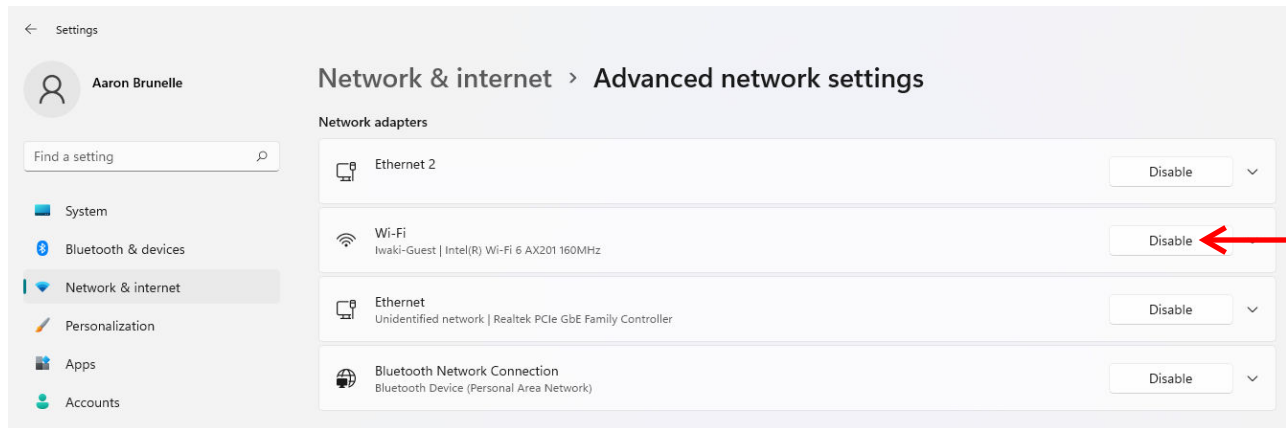 Settings
Aaron Brunelle
Find a setting
System
Bluetooth & devices
Network & internet
Personalization
Apps
Accounts
Network & internet > Advanced network settings
Network adapters
Ethernet 2
Disable
Wi-Fi
Iwaki-Guest | Intel(R) Wi-Fi 6 AX201 160MHz
Disable
Ethernet
Unidentified network | Realtek PCIe GbE Family Controller
Disable
Bluetooth Network Connection
Bluetooth Device (Personal Area Network)
Disable